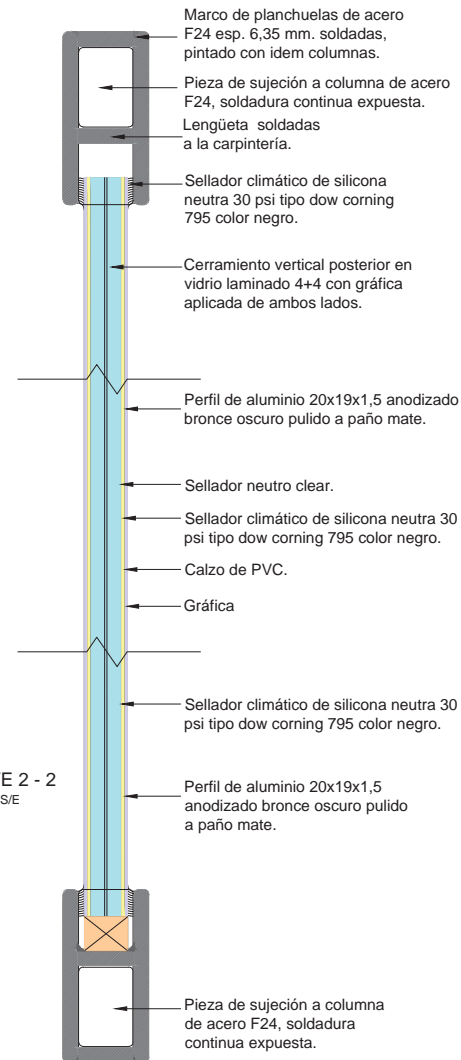 Marco de planchuelas de acero
F24 esp. 6,35 mm. soldadas,
pintado con idem columnas.
Pieza de sujeción a columna de acero
F24, soldadura continua expuesta.
Lengüeta soldadas
a la carpintería.
Sellador climático de silicona
neutra 30 psi tipo dow corning
795 color negro.
Cerramiento vertical posterior en
vidrio laminado 4+4 con gráfica
aplicada de ambos lados.
Perfil de aluminio 20x19x1,5 anodizado
bronce oscuro pulido a paño mate.
Sellador neutro clear.
Sellador climático de silicona neutra 30
psi tipo dow corning 795 color negro.
Calzo de PVC.
Gráfica
Sellador climático de silicona neutra 30
psi tipo dow corning 795 color negro.
E 2 - 2
S/E
Perfil de aluminio 20x19x1,5
anodizado bronce oscuro pulido
a paño mate.
Pieza de sujeción a columna
de acero F24, soldadura
continua expuesta.